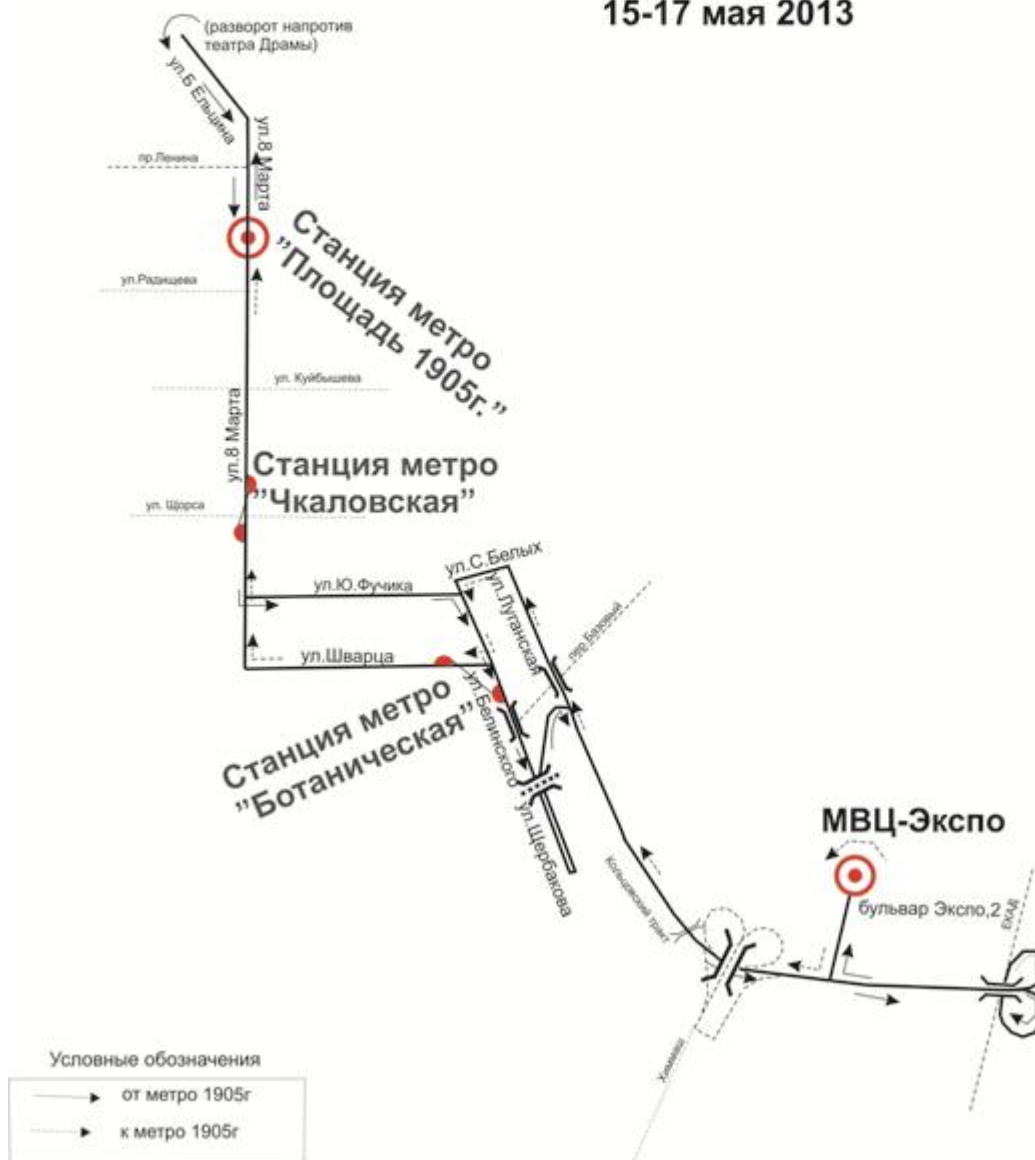 15-17 мая 2013
(разворот напротив
театра Драмы)
ул.Б Ельцина
ул.8 Марта
пр.Ленина
Станция метро
"Площадь 1905г."
ул.Радищева
ул. Куйбышева
ул.8 Марта
Станция метро
"Чкаловская"
ул. Щорса
ул.С.Белых
ул.Ю.Фучика
ул.Луганская
пер.Базовый
ул.Шварца
Станция метро
"Ботаническая"
ул.Белинского
ул.Щербакова
МВЦ-Экспо
бульвар Экспо,2
ЕКАД
Кольцовский тракт
Химмаш
Условные обозначения
от метро 1905г
к метро 1905г